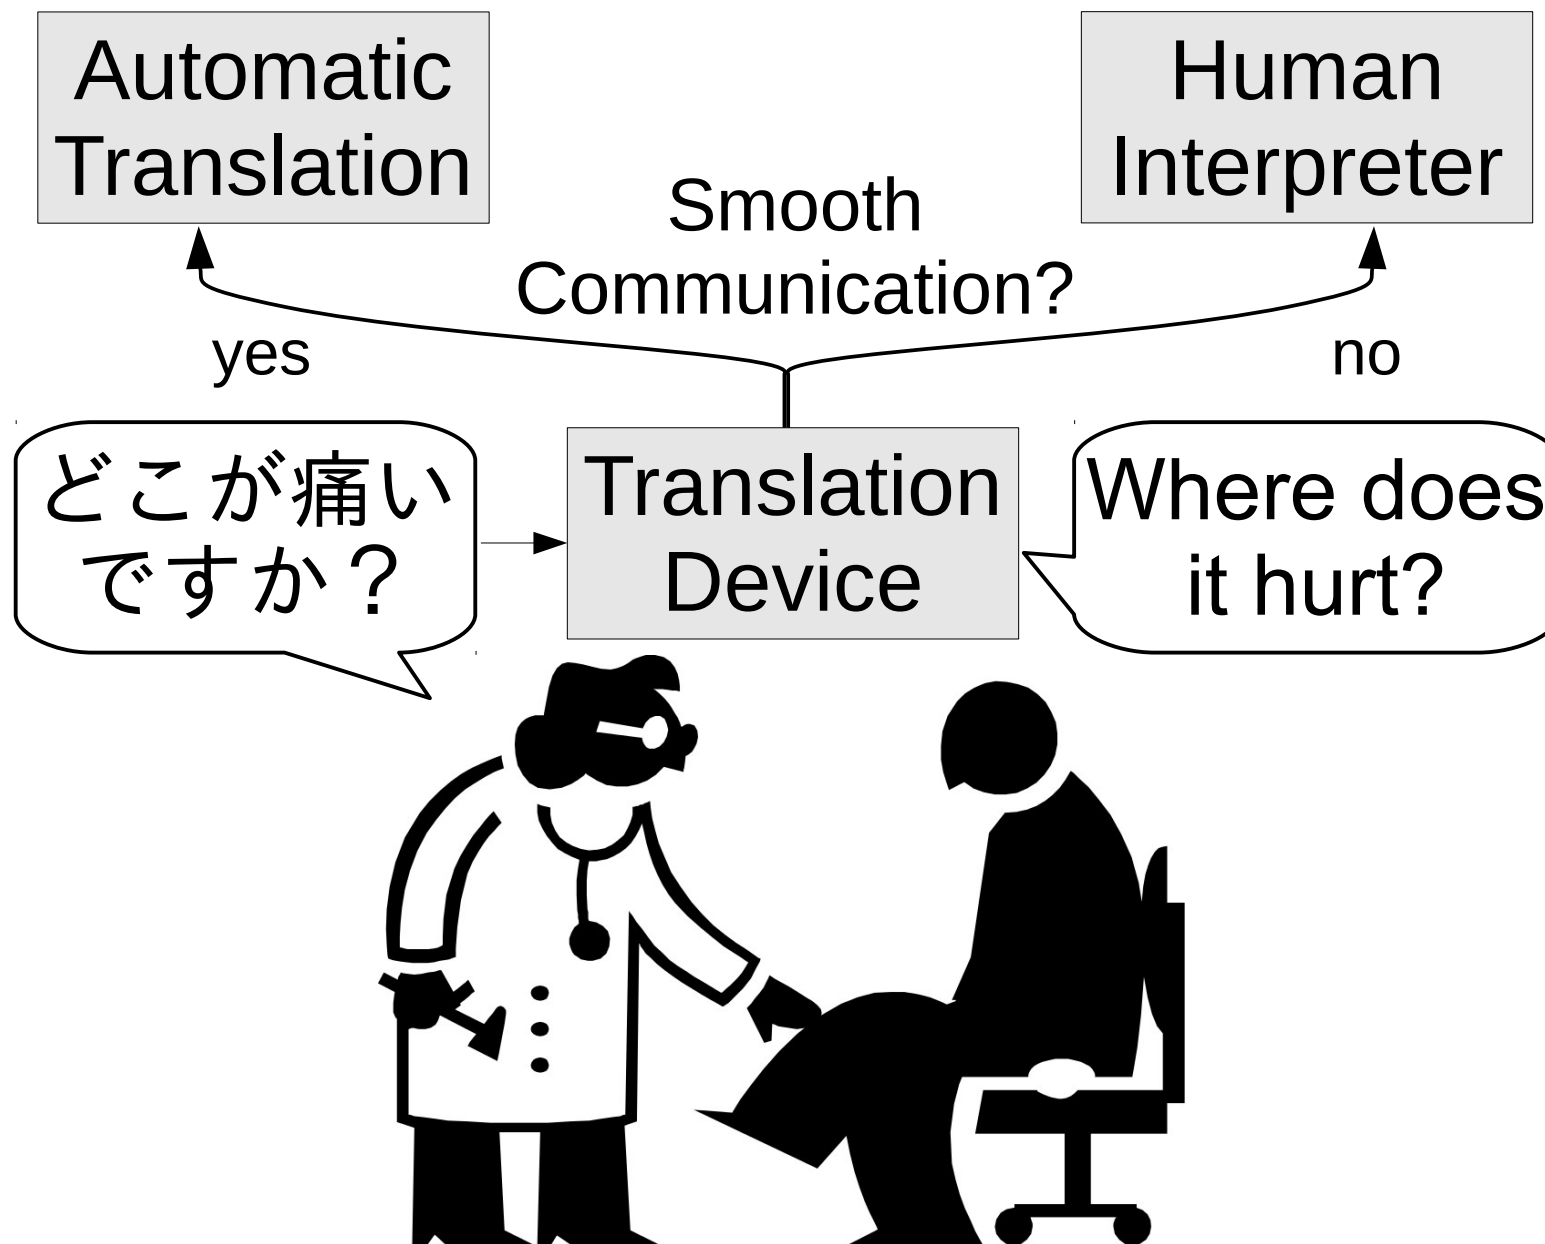 Automatic
Translation
Human
Interpreter
Smooth
Communication?
yes
no
どこが痛い
ですか？
Translation
Device
Where does
it hurt?